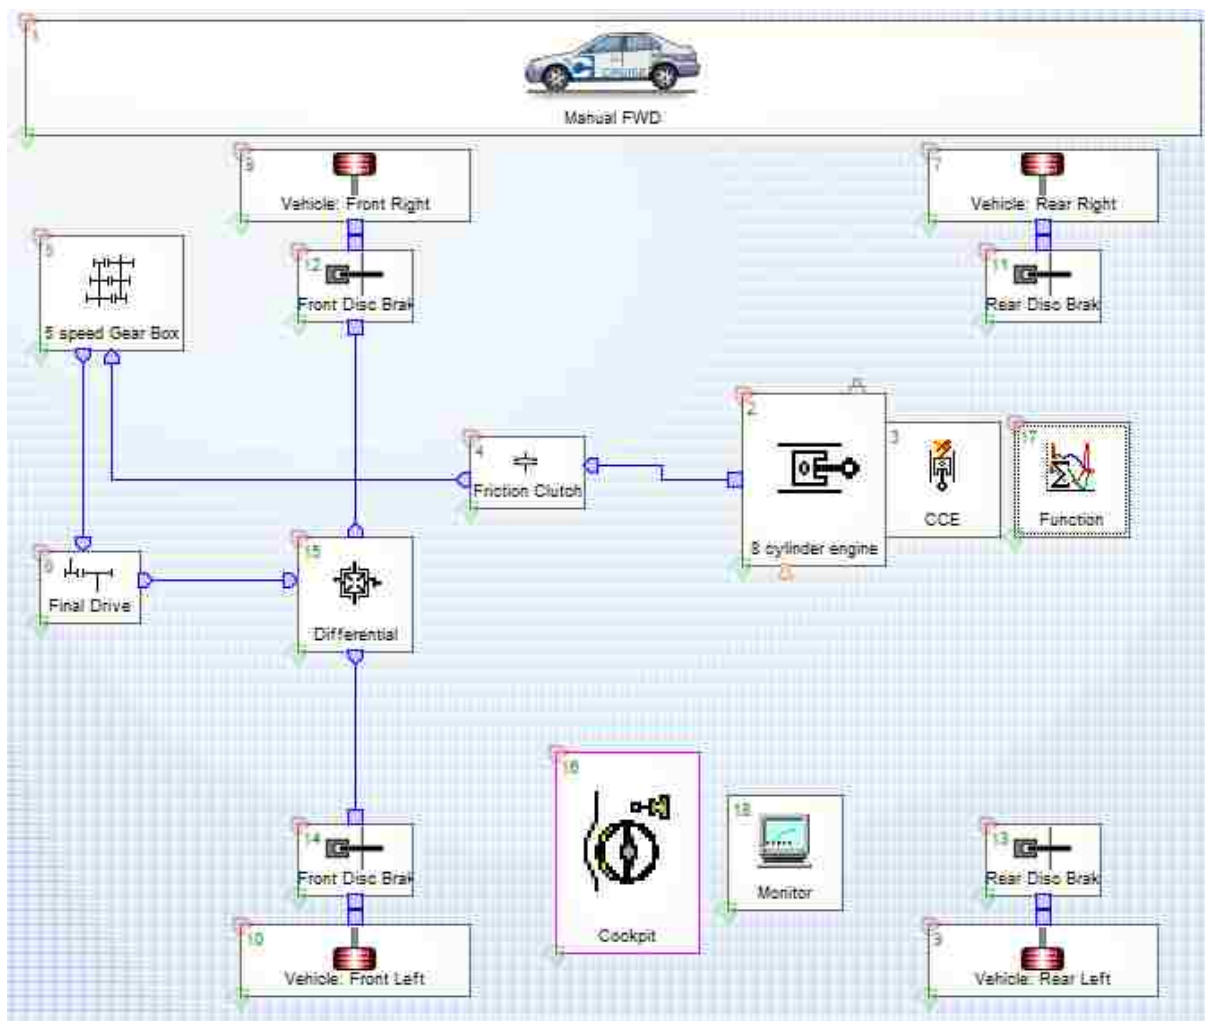 1
Manual FWD
8
Vehicle: Front Right
7
Vehicle: Rear Right
5
5 speed Gear Box
12
Front Disc Brak
11
Rear Disc Brak
2
8 cylinder engine
3
CCE
17
Function
4
Friction Clutch
6
Final Drive
15
Differential
16
Cockpit
18
Monitor
14
Front Disc Brak
13
Rear Disc Brak
10
Vehicle: Front Left
9
Vehicle: Rear Left